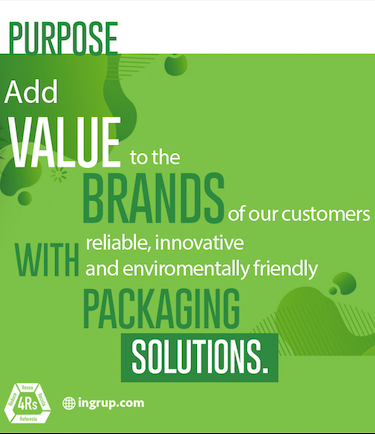 PURPOSE
Add
VALUE to the
BRANDS of our customers
WITH reliable, innovative
and enviromentally friendly
PACKAGING
SOLUTIONS.
4Rs
ingrup.com